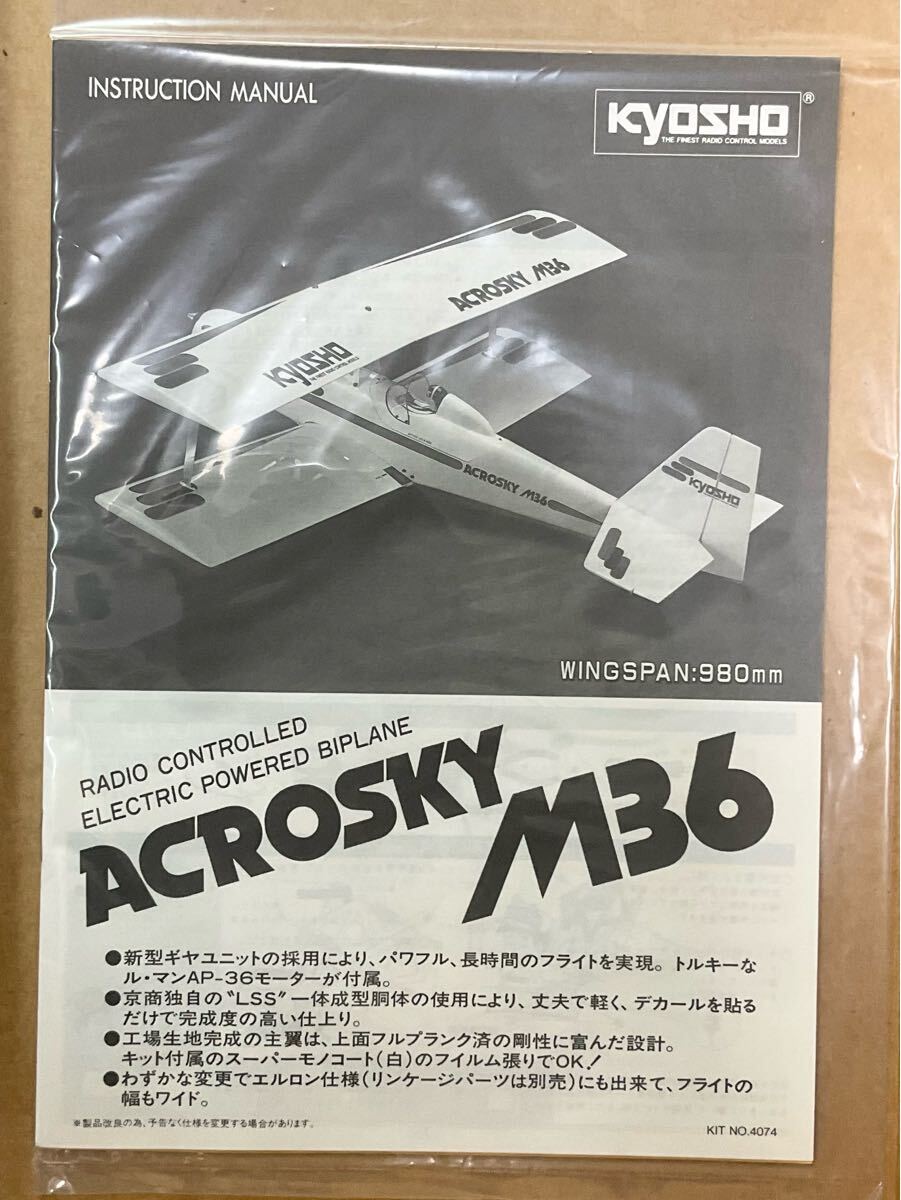 INSTRUCTION MANUAL
KYOSHO®
THE FINEST RADIO CONTROL MODELS
ACROSKY M36
KYOSHO
THE FINEST RADIO CONTROL MODELS
ACROSKY M36
KYOSHO
WINGSPAN:980mm
RADIO CONTROLLED
ELECTRIC POWERED BIPLANE
ACROSKY M36
●新型ギヤユニットの採用により、パワフル、長時間のフライトを実現。トルキーな
ル・マンAP-36モーターが付属。
●京商独自の"LSS"一体成型胴体の使用により、丈夫で軽く、デカールを貼る
だけで完成度の高い仕上り。
●工場生地完成の主翼は、上面フルプランク済の剛性に富んだ設計。
キット付属のスーパーモノコート(白)のフイルム張りでOK!
●わずかな変更でエルロン仕様(リンケージパーツは別売)にも出来て、フライトの
幅もワイド。
※製品改良の為、予告なく仕様を変更する場合があります。
KIT NO.4074